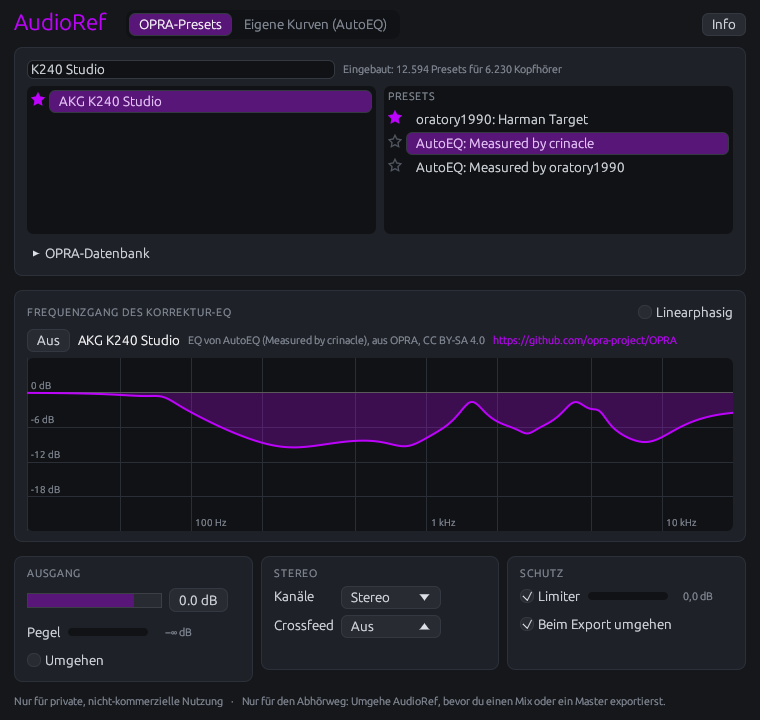 AudioRef
OPRA-Presets
Eigene Kurven (AutoEQ)
Info
K240 Studio
Eingebaut: 12.594 Presets für 6.230 Kopfhörer
AKG K240 Studio
PRESETS
oratory1990: Harman Target
AutoEQ: Measured by crinacle
AutoEQ: Measured by oratory1990
OPRA-Datenbank
FREQUENZGANG DES KORREKTUR-EQ
Linearphasig
Aus
AKG K240 Studio
EQ von AutoEQ (Measured by crinacle), aus OPRA, CC BY-SA 4.0
https://github.com/opra-project/OPRA
0 dB
-6 dB
-12 dB
-18 dB
100 Hz
1 kHz
10 kHz
AUSGANG
0.0 dB
Pegel
-∞ dB
Umgehen
STEREO
Kanäle
Stereo
Crossfeed
Aus
SCHUTZ
Limiter
0,0 dB
Beim Export umgehen
Nur für private, nicht-kommerzielle Nutzung · Nur für den Abhörweg: Umgehe AudioRef, bevor du einen Mix oder ein Master exportierst.